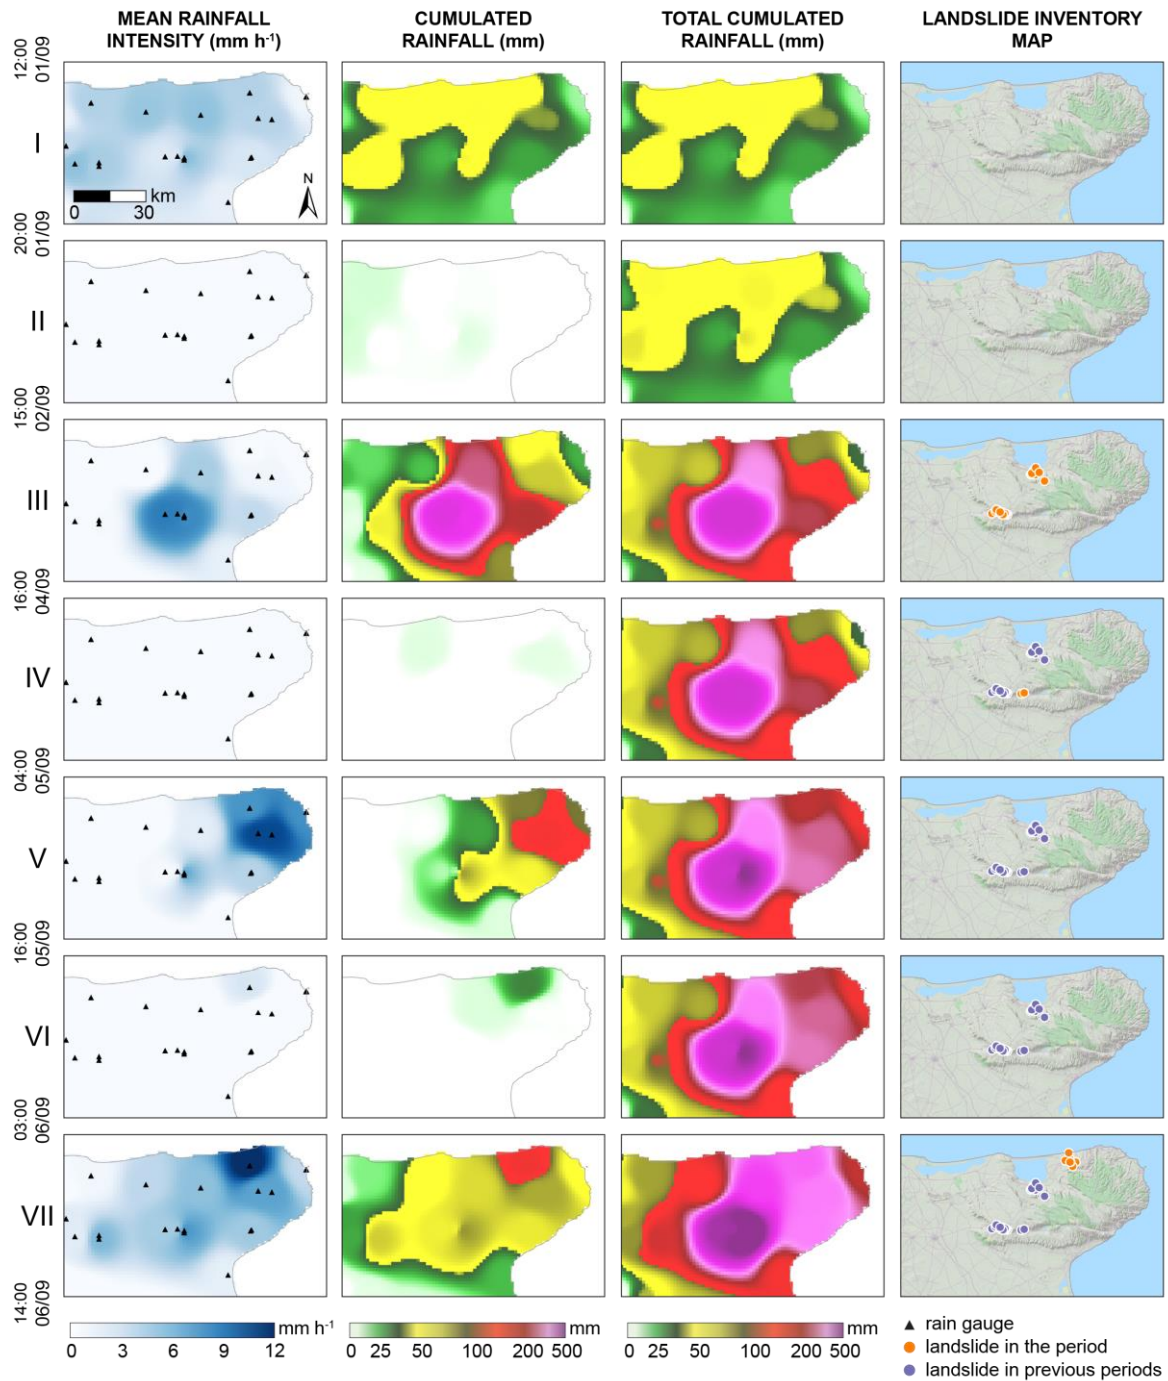 MEAN RAINFALL
INTENSITY (mm h-1)
CUMULATED
RAINFALL (mm)
TOTAL CUMULATED
RAINFALL (mm)
LANDSLIDE INVENTORY
MAP
12:00
01/09
I
km
0 30
N
20:00
01/09
II
15:00
02/09
III
16:00
04/09
IV
04:00
05/09
V
16:00
05/09
VI
03:00
06/09
VII
14:00
06/09
mm h-1
0 3 6 9 12
mm
0 25 50 100 200 500
mm
0 25 50 100 200 500
rain gauge
landslide in the period
landslide in previous periods